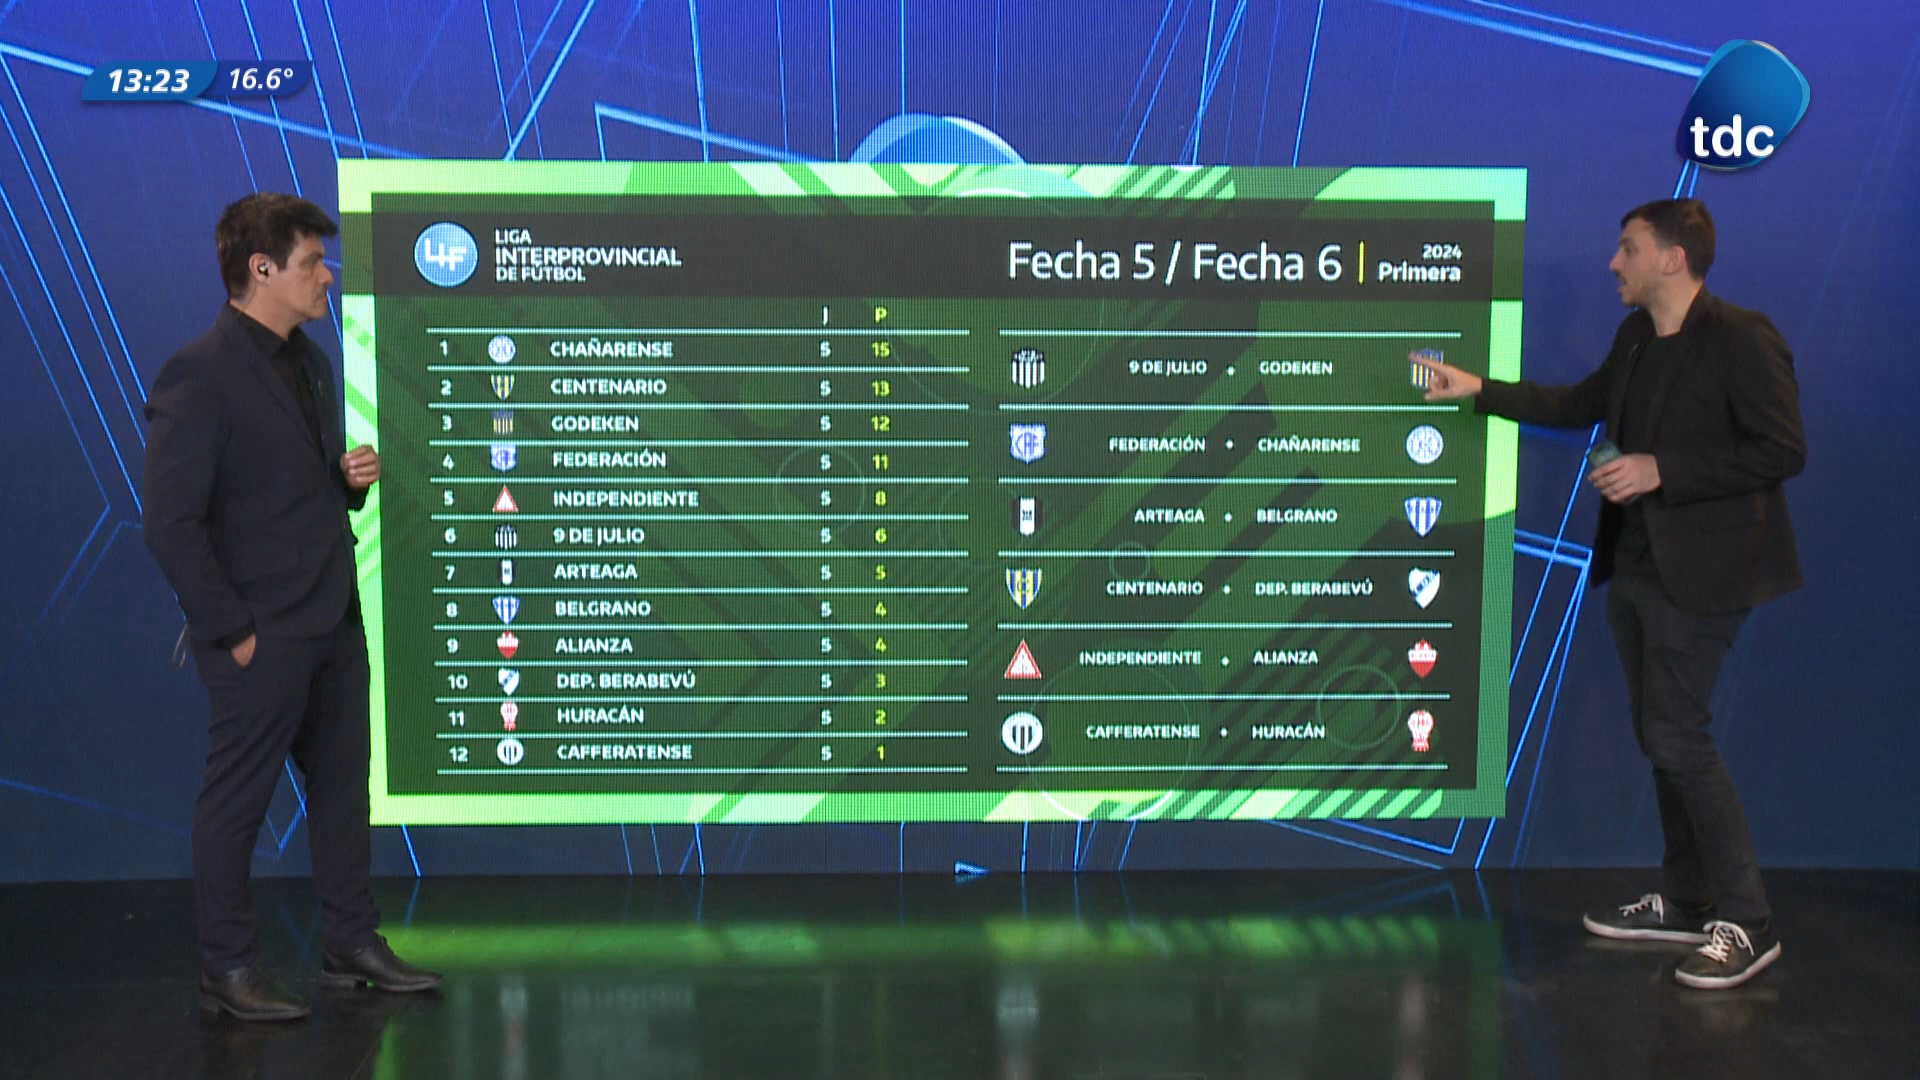 13:23 16.6°
tdc
LIGA
INTERPROVINCIAL
DE FÚTBOL
Fecha 5 / Fecha 6
2024
Primera
J P
1 CHAÑARENSE 5 15
2 CENTENARIO 5 13
3 GODEKEN 5 12
4 FEDERACIÓN 5 11
5 INDEPENDIENTE 5 8
6 9 DE JULIO 5 6
7 ARTEAGA 5 5
8 BELGRANO 5 4
9 ALIANZA 5 4
10 DEP. BERABEVÚ 5 3
11 HURACÁN 5 2
12 CAFFERATENSE 5 1
9 DE JULIO • GODEKEN
FEDERACIÓN • CHAÑARENSE
ARTEAGA • BELGRANO
CENTENARIO • DEP. BERABEVÚ
INDEPENDIENTE • ALIANZA
CAFFERATENSE • HURACÁN